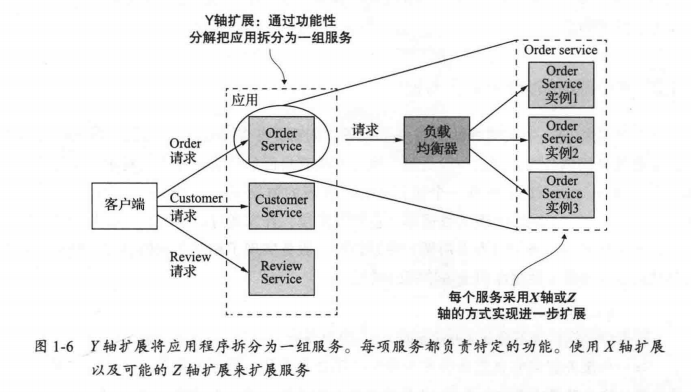 Y轴扩展：通过功能性
分解把应用拆分为一组服务
Order service
Order
Service
实例1
应用
Order
请求
Order
Service
请求
负载
均衡器
Order
Service
实例2
客户端
Customer
请求
Customer
Service
Order
Service
实例3
Review
请求
Review
Service
每个服务采用X轴或Z
轴的方式实现进一步扩展
图 1-6 Y 轴扩展将应用程序拆分为一组服务。每项服务都负责特定的功能。使用 X 轴扩展
以及可能的 Z 轴扩展来扩展服务